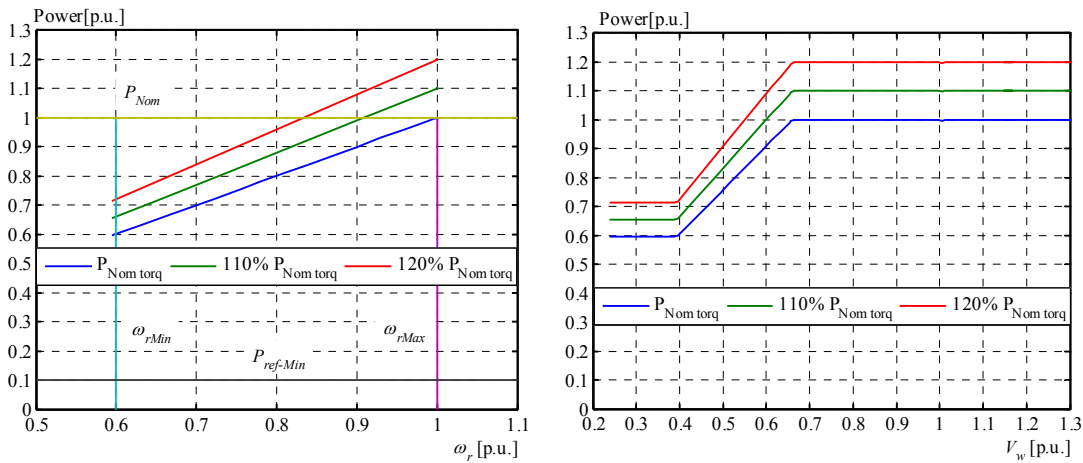 Power[p.u.]
1.3
1.2
1.1
1
0.9
0.8
0.7
0.6
0.5
0.4
0.3
0.2
0.1
0
P_Nom
P_Nom torq 110% P_Nom torq 120% P_Nom torq
ω_rMin
ω_rMax
P_ref-Min
0.5 0.6 0.7 0.8 0.9 1 1.1
ω_r [p.u.]
Power[p.u.]
1.3
1.2
1.1
1
0.9
0.8
0.7
0.6
0.5
0.4
0.3
0.2
0.1
0
P_Nom torq 110% P_Nom torq 120% P_Nom torq
0.2 0.3 0.4 0.5 0.6 0.7 0.8 0.9 1 1.1 1.2 1.3
V_w [p.u.]